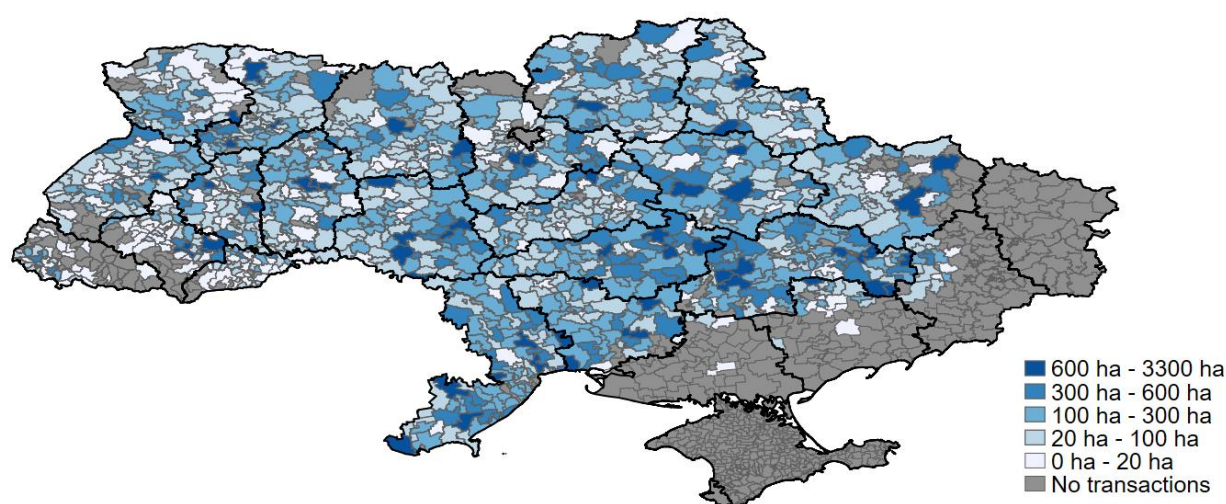 600 ha - 3300 ha
300 ha - 600 ha
100 ha - 300 ha
20 ha - 100 ha
0 ha - 20 ha
No transactions